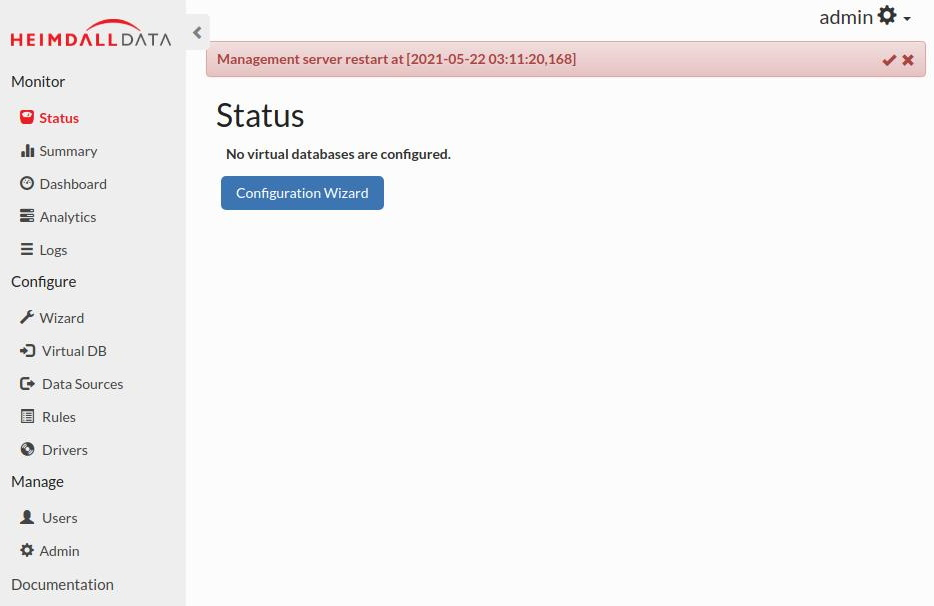 HEIMDALLDATA
admin
Management server restart at [2021-05-22 03:11:20,168]
Monitor
Status
Summary
Dashboard
Analytics
Logs
Configure
Wizard
Virtual DB
Data Sources
Rules
Drivers
Manage
Users
Admin
Documentation
Status
No virtual databases are configured.
Configuration Wizard